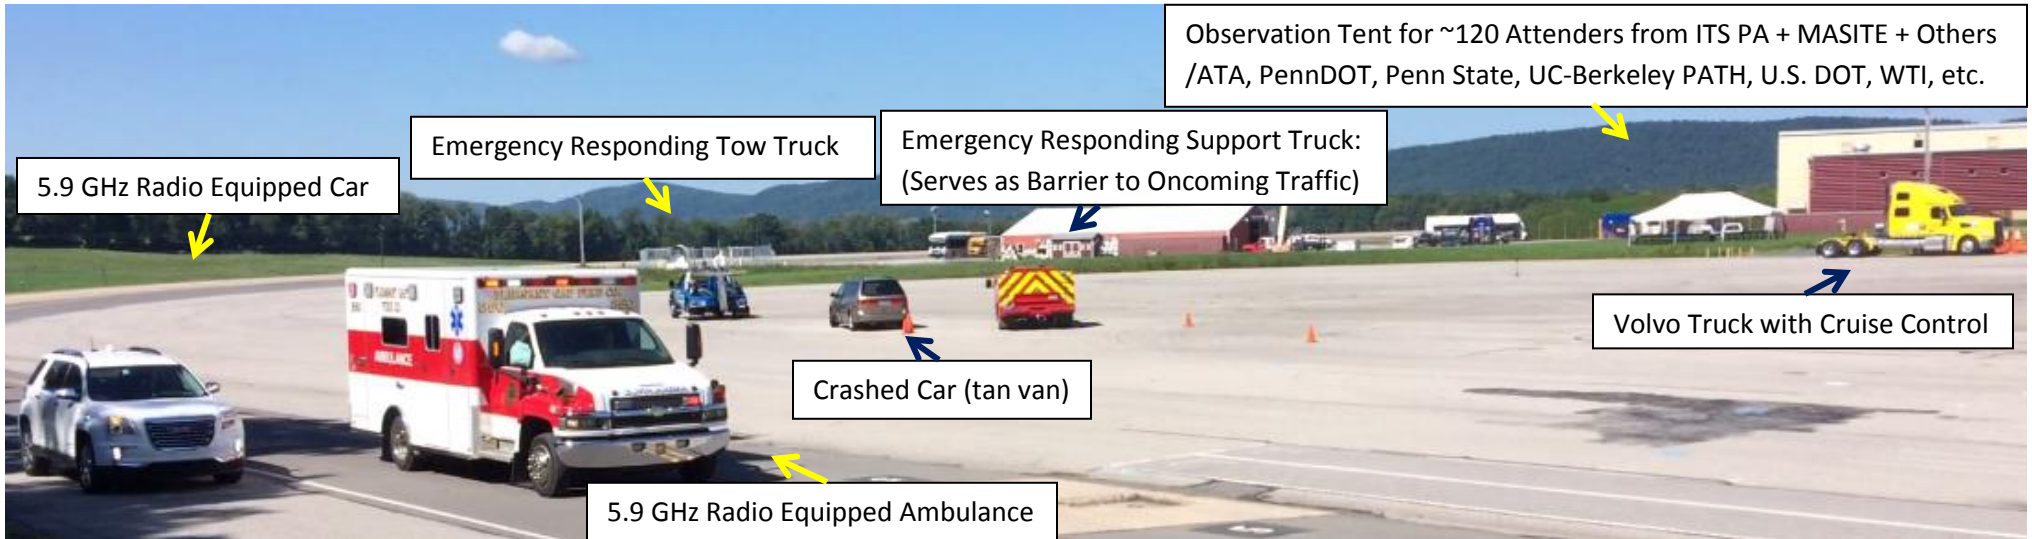 Observation Tent for ~120 Attenders from ITS PA + MASITE + Others
/ATA, PennDOT, Penn State, UC-Berkeley PATH, U.S. DOT, WTI, etc.
Emergency Responding Tow Truck
Emergency Responding Support Truck:
(Serves as Barrier to Oncoming Traffic)
5.9 GHz Radio Equipped Car
Volvo Truck with Cruise Control
Crashed Car (tan van)
5.9 GHz Radio Equipped Ambulance
AMBULANCE